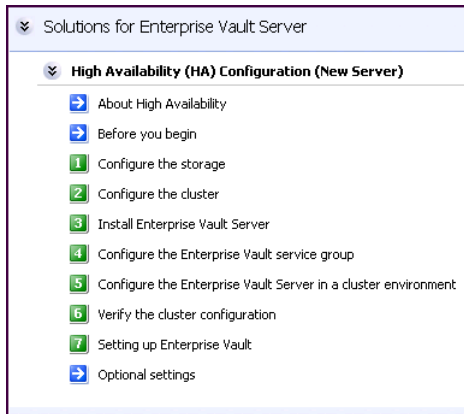 Solutions for Enterprise Vault Server
High Availability (HA) Configuration (New Server)
About High Availability
Before you begin
1 Configure the storage
2 Configure the cluster
3 Install Enterprise Vault Server
4 Configure the Enterprise Vault service group
5 Configure the Enterprise Vault Server in a cluster environment
6 Verify the cluster configuration
7 Setting up Enterprise Vault
Optional settings